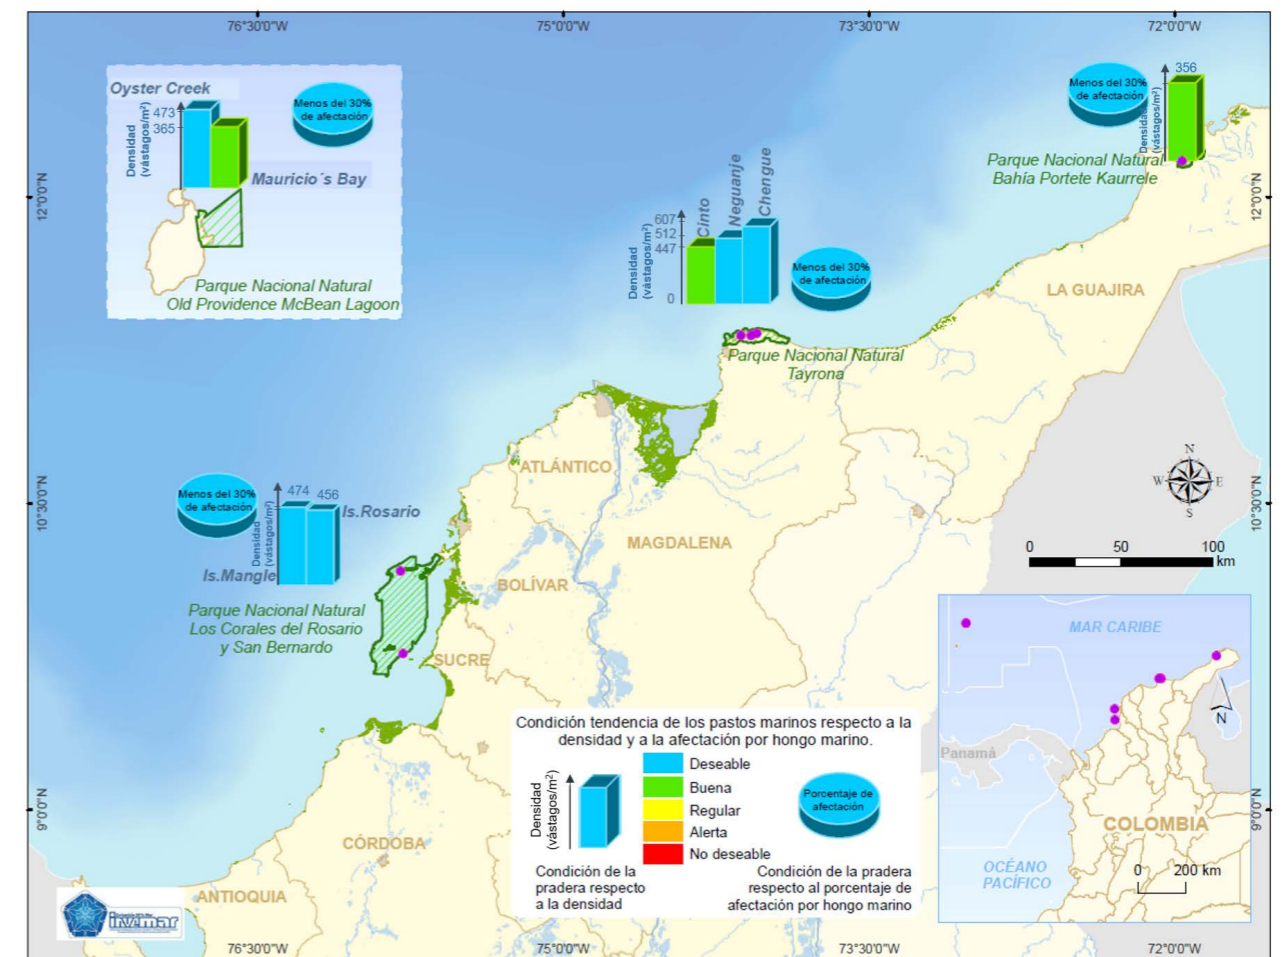 76°30'0"W
75°0'0"W
73°30'0"W
72°0'0"W
Oyster Creek
473
365
Densidad
(vástagos/m²)
Menos del 30%
de afectación
Mauricio´s Bay
Parque Nacional Natural
Old Providence McBean Lagoon
Menos del 30%
de afectación
356
Densidad
(vástagos/m²)
Parque Nacional Natural
Bahía Portete Kaurrele
12°0'0"N
12°0'0"N
Cinto
Neguanje
Chengue
607
512
447
0
Densidad
(vástagos/m²)
Menos del 30%
de afectación
LA GUAJIRA
Parque Nacional Natural
Tayrona
ATLÁNTICO
MAGDALENA
BOLÍVAR
SUCRE
CÓRDOBA
ANTIOQUIA
Menos del 30%
de afectación
474
456
Densidad
(vástagos/m²)
Is.Rosario
Is.Mangle
Parque Nacional Natural
Los Corales del Rosario
y San Bernardo
10°30'0"N
10°30'0"N
N
W
E
S
0
50
100
km
Condición tendencia de los pastos marinos respecto a la
densidad y a la afectación por hongo marino.
Densidad
(vástagos/m²)
Deseable
Buena
Regular
Alerta
No deseable
Porcentaje de
afectación
Condición de la
pradera respecto
a la densidad
Condición de la pradera
respecto al porcentaje de
afectación por hongo marino
MAR CARIBE
Panamá
N
COLOMBIA
OCÉANO
PACÍFICO
0
200 km
9°0'0"N
9°0'0"N
invemar
76°30'0"W
75°0'0"W
73°30'0"W
72°0'0"W